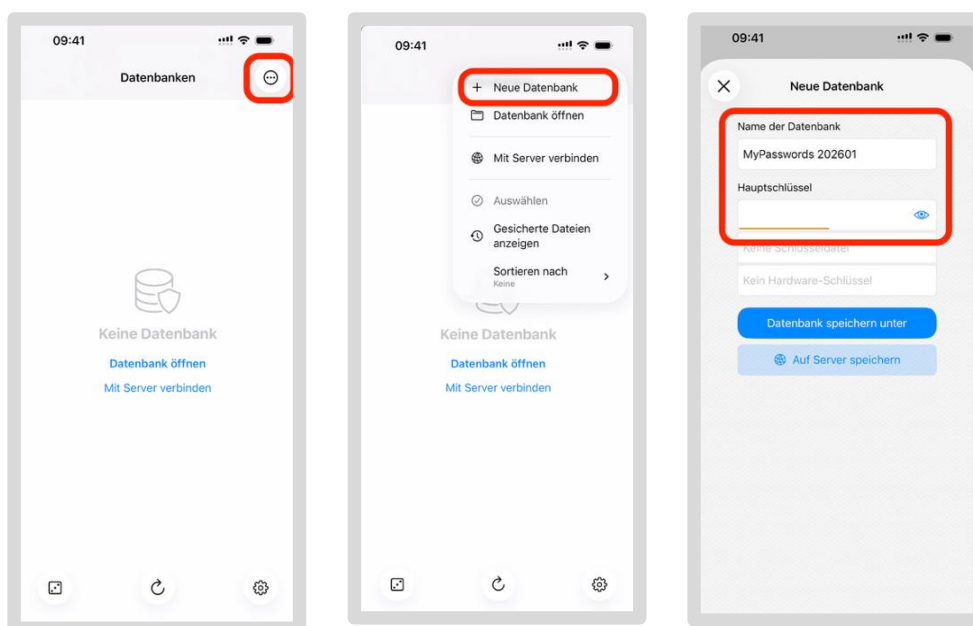 09:41
Datenbanken
Keine Datenbank
Datenbank öffnen
Mit Server verbinden
09:41
Neue Datenbank
Datenbank öffnen
Mit Server verbinden
Auswählen
Gesicherte Dateien
anzeigen
Sortieren nach
Keine
Keine Datenbank
Datenbank öffnen
Mit Server verbinden
09:41
Neue Datenbank
Name der Datenbank
MyPasswords 202601
Hauptschlüssel
Keine Schlüsseldatei
Kein Hardware-Schlüssel
Datenbank speichern unter
Auf Server speichern